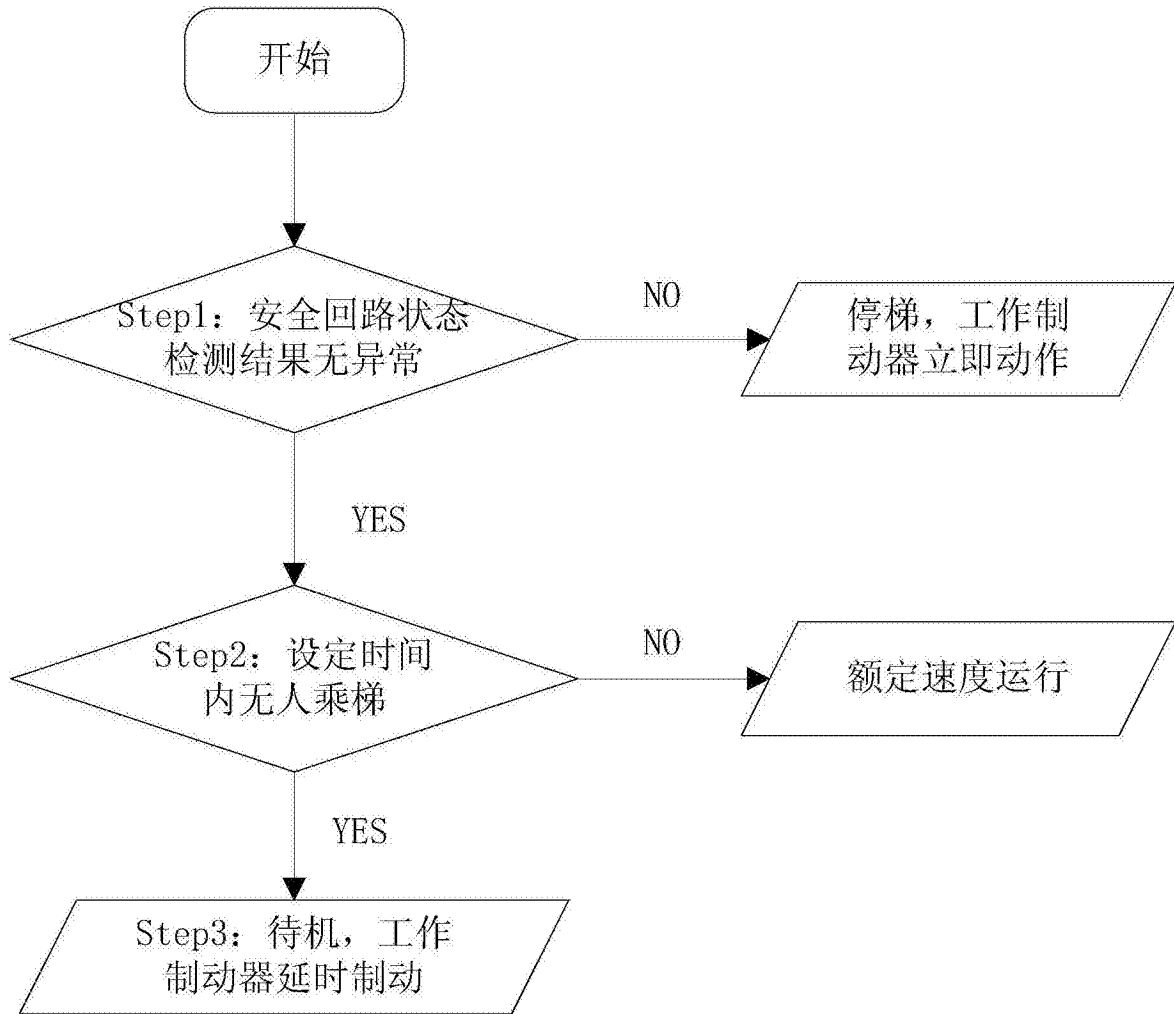 开始
Step1：安全回路状态
检测结果无异常
NO
停梯，工作制
动器立即动作
YES
Step2：设定时间
内无人乘梯
NO
额定速度运行
YES
Step3：待机，工作
制动器延时制动